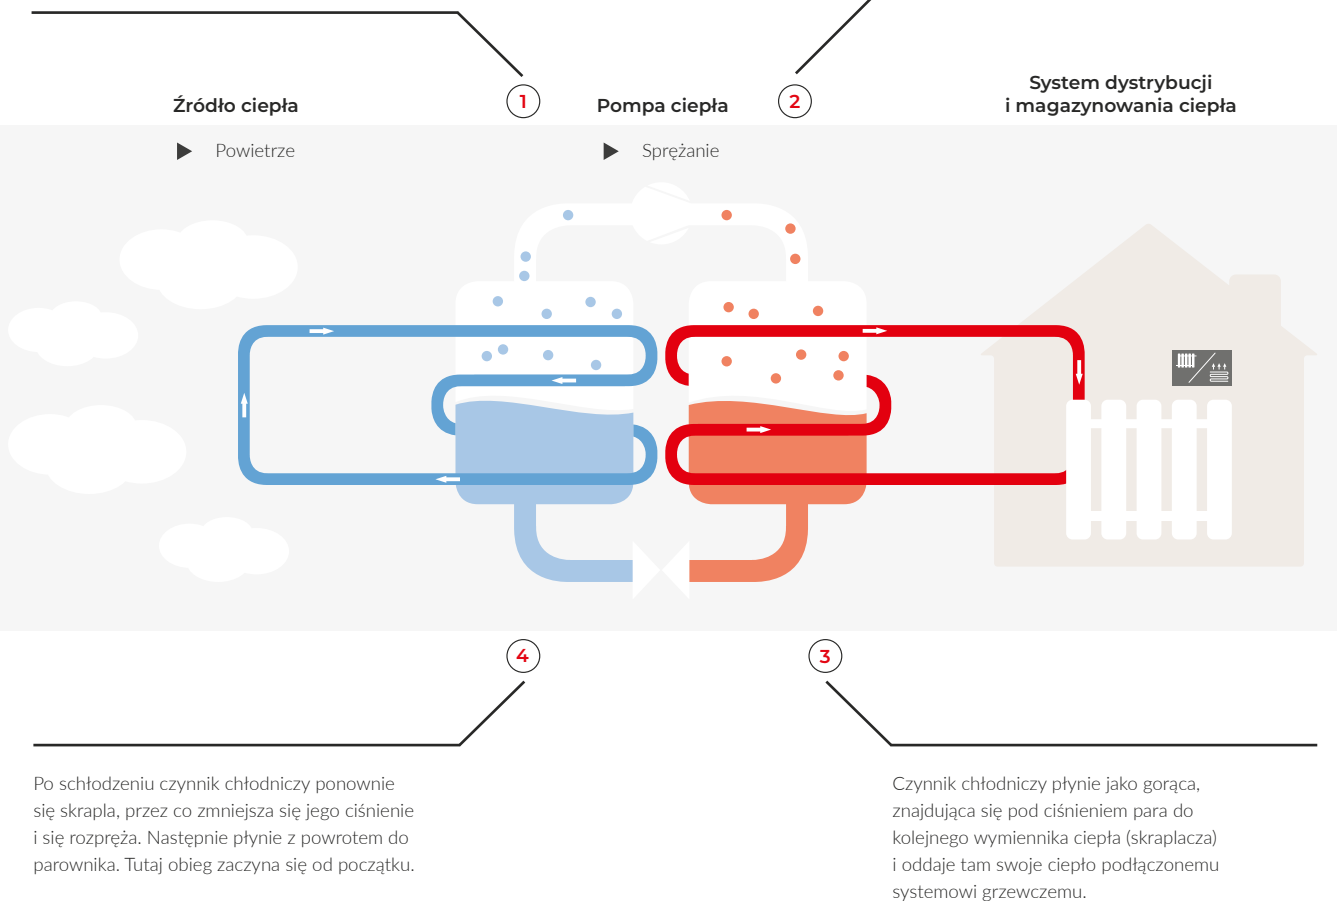 1
2
Źródło ciepła
Pompa ciepła
System dystrybucji
i magazynowania ciepła
Powietrze
Sprężanie
4
3
Po schłodzeniu czynnik chłodniczy ponownie
się skrapla, przez co zmniejsza się jego ciśnienie
i się rozpręża. Następnie płynie z powrotem do
parownika. Tutaj obieg zaczyna się od początku.
Czynnik chłodniczy płynie jako gorąca,
znajdująca się pod ciśnieniem para do
kolejnego wymiennika ciepła (skraplacza)
i oddaje tam swoje ciepło podłączonemu
systemowi grzewczemu.